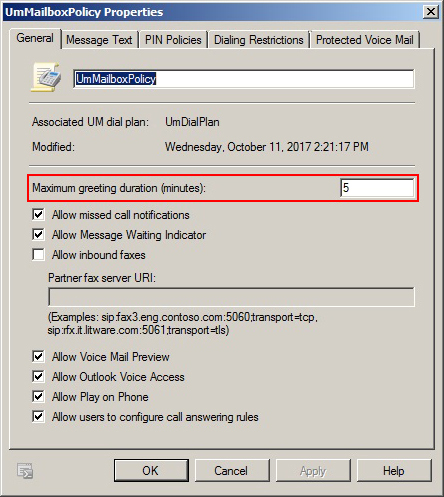 UmMailboxPolicy Properties
General
Message Text
PIN Policies
Dialing Restrictions
Protected Voice Mail
UmMailboxPolicy
Associated UM dial plan: UmDialPlan
Modified: Wednesday, October 11, 2017 2:21:17 PM
Maximum greeting duration (minutes): 5
Allow missed call notifications
Allow Message Waiting Indicator
Allow inbound faxes
Partner fax server URI:
(Examples: sip:fax3.eng.contoso.com:5060;transport=tcp,
sip:rfx.it.litware.com:5061;transport=tls)
Allow Voice Mail Preview
Allow Outlook Voice Access
Allow Play on Phone
Allow users to configure call answering rules
OK
Cancel
Apply
Help